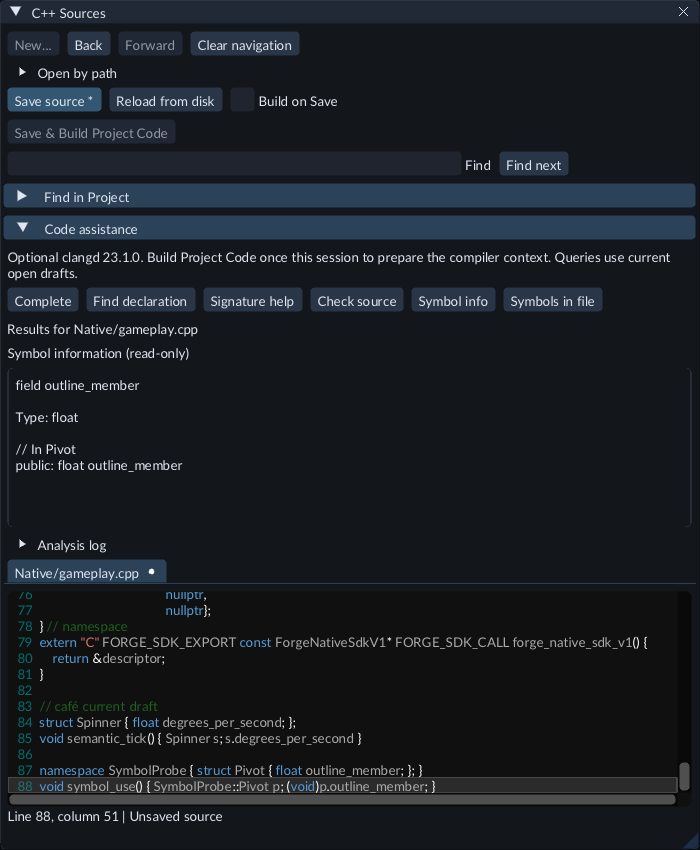 C++ Sources
New... Back Forward Clear navigation
Open by path
Save source * Reload from disk Build on Save
Save & Build Project Code
Find Find next
Find in Project
Code assistance
Optional clangd 23.1.0. Build Project Code once this session to prepare the compiler context. Queries use current
open drafts.
Complete Find declaration Signature help Check source Symbol info Symbols in file
Results for Native/gameplay.cpp
Symbol information (read-only)
field outline_member
Type: float
// In Pivot
public: float outline_member
Analysis log
Native/gameplay.cpp
76 nullptr,
77 nullptr};
78 } // namespace
79 extern "C" FORGE_SDK_EXPORT const ForgeNativeSdkV1* FORGE_SDK_CALL forge_native_sdk_v1() {
80 return &descriptor;
81 }
82
83 // café current draft
84 struct Spinner { float degrees_per_second; };
85 void semantic_tick() { Spinner s; s.degrees_per_second }
86
87 namespace SymbolProbe { struct Pivot { float outline_member; }; }
88 void symbol_use() { SymbolProbe::Pivot p; (void)p.outline_member; }
Line 88, column 51 | Unsaved source